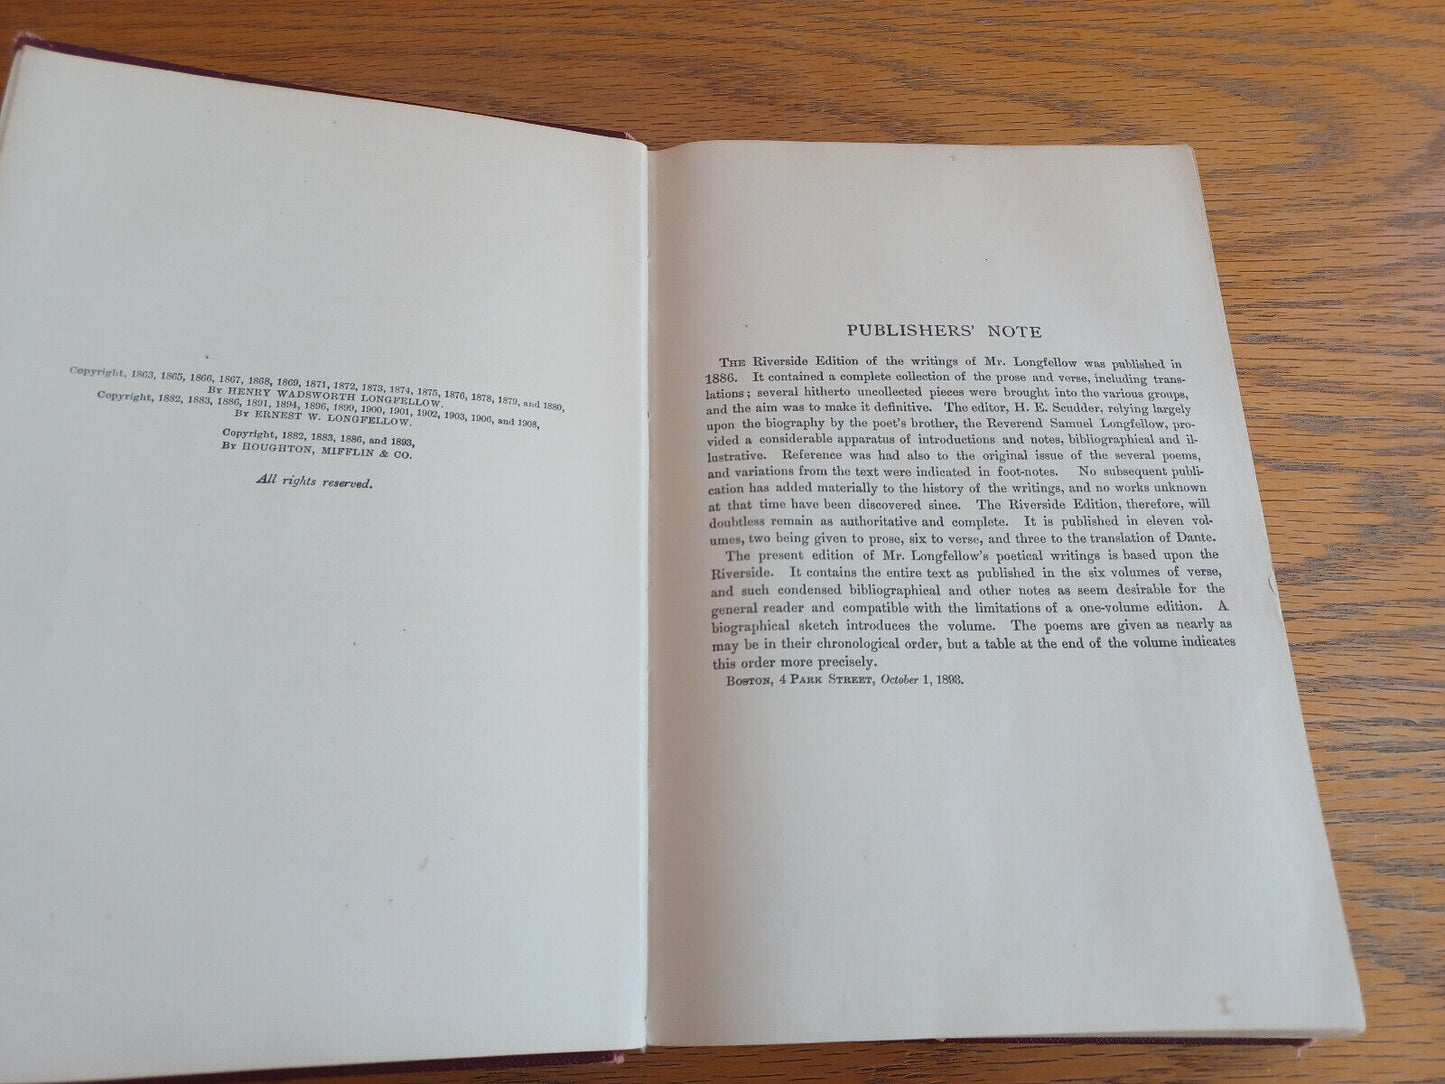 Copyright, 1863, 1865, 1866, 1867, 1868, 1869, 1871, 1872, 1873, 1874, 1875, 1876, 1878, 1879, and 1880,
BY HENRY WADSWORTH LONGFELLOW.
Copyright, 1882, 1883, 1886, 1891, 1894, 1896, 1899, 1900, 1901, 1902, 1903, 1906, and 1908,
BY ERNEST W. LONGFELLOW.
Copyright, 1882, 1883, 1886, and 1893,
BY HOUGHTON, MIFFLIN & CO.
All rights reserved.
PUBLISHERS' NOTE
THE Riverside Edition of the writings of Mr. Longfellow was published in
1886. It contained a complete collection of the prose and verse, including trans-
lations; several hitherto uncollected pieces were brought into the various groups,
and the aim was to make it definitive. The editor, H. E. Scudder, relying largely
upon the biography by the poet's brother, the Reverend Samuel Longfellow, pro-
vided a considerable apparatus of introductions and notes, bibliographical and il-
lustrative. Reference was had also to the original issue of the several poems,
and variations from the text were indicated in foot-notes. No subsequent publi-
cation has added materially to the history of the writings, and no works unknown
at that time have been discovered since. The Riverside Edition, therefore, will
doubtless remain as authoritative and complete. It is published in eleven vol-
umes, two being given to prose, six to verse, and three to the translation of Dante.
The present edition of Mr. Longfellow's poetical writings is based upon the
Riverside. It contains the entire text as published in the six volumes of verse,
and such condensed bibliographical and other notes as seem desirable for the
general reader and compatible with the limitations of a one-volume edition. A
biographical sketch introduces the volume. The poems are given as nearly as
may be in their chronological order, but a table at the end of the volume indicates
this order more precisely.
BOSTON, 4 PARK STREET, October 1, 1893.